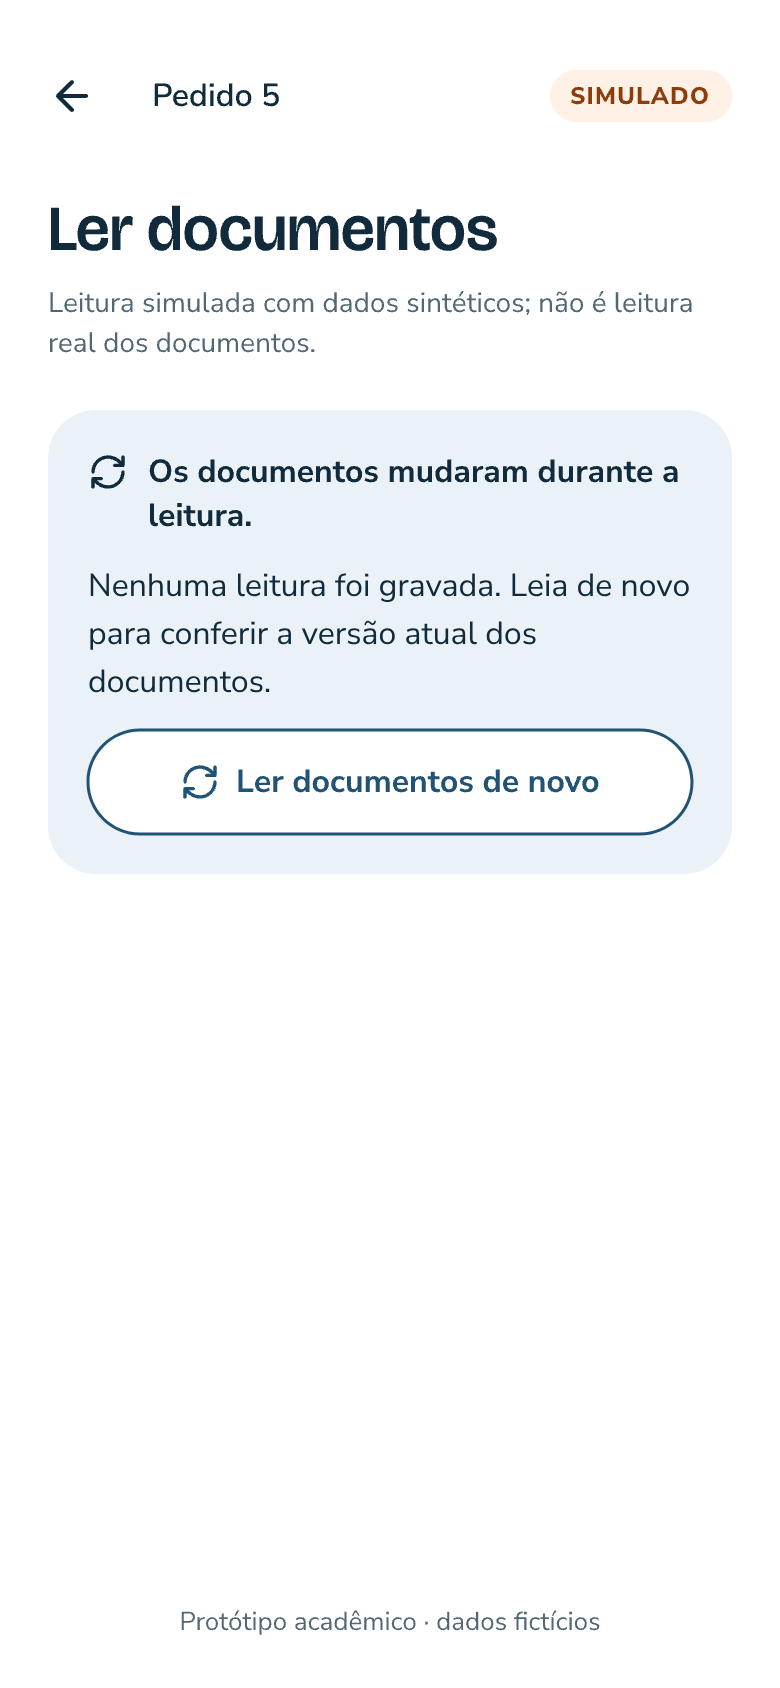 Pedido 5
SIMULADO
Ler documentos
Leitura simulada com dados sintéticos; não é leitura
real dos documentos.
Os documentos mudaram durante a
leitura.
Nenhuma leitura foi gravada. Leia de novo
para conferir a versão atual dos
documentos.
Ler documentos de novo
Protótipo acadêmico · dados fictícios